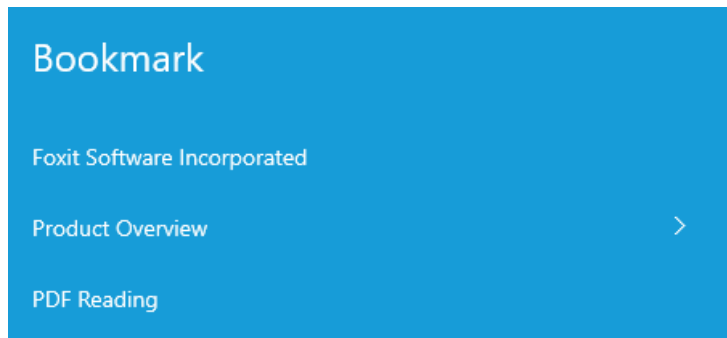 Bookmark
Foxit Software Incorporated
Product Overview
PDF Reading